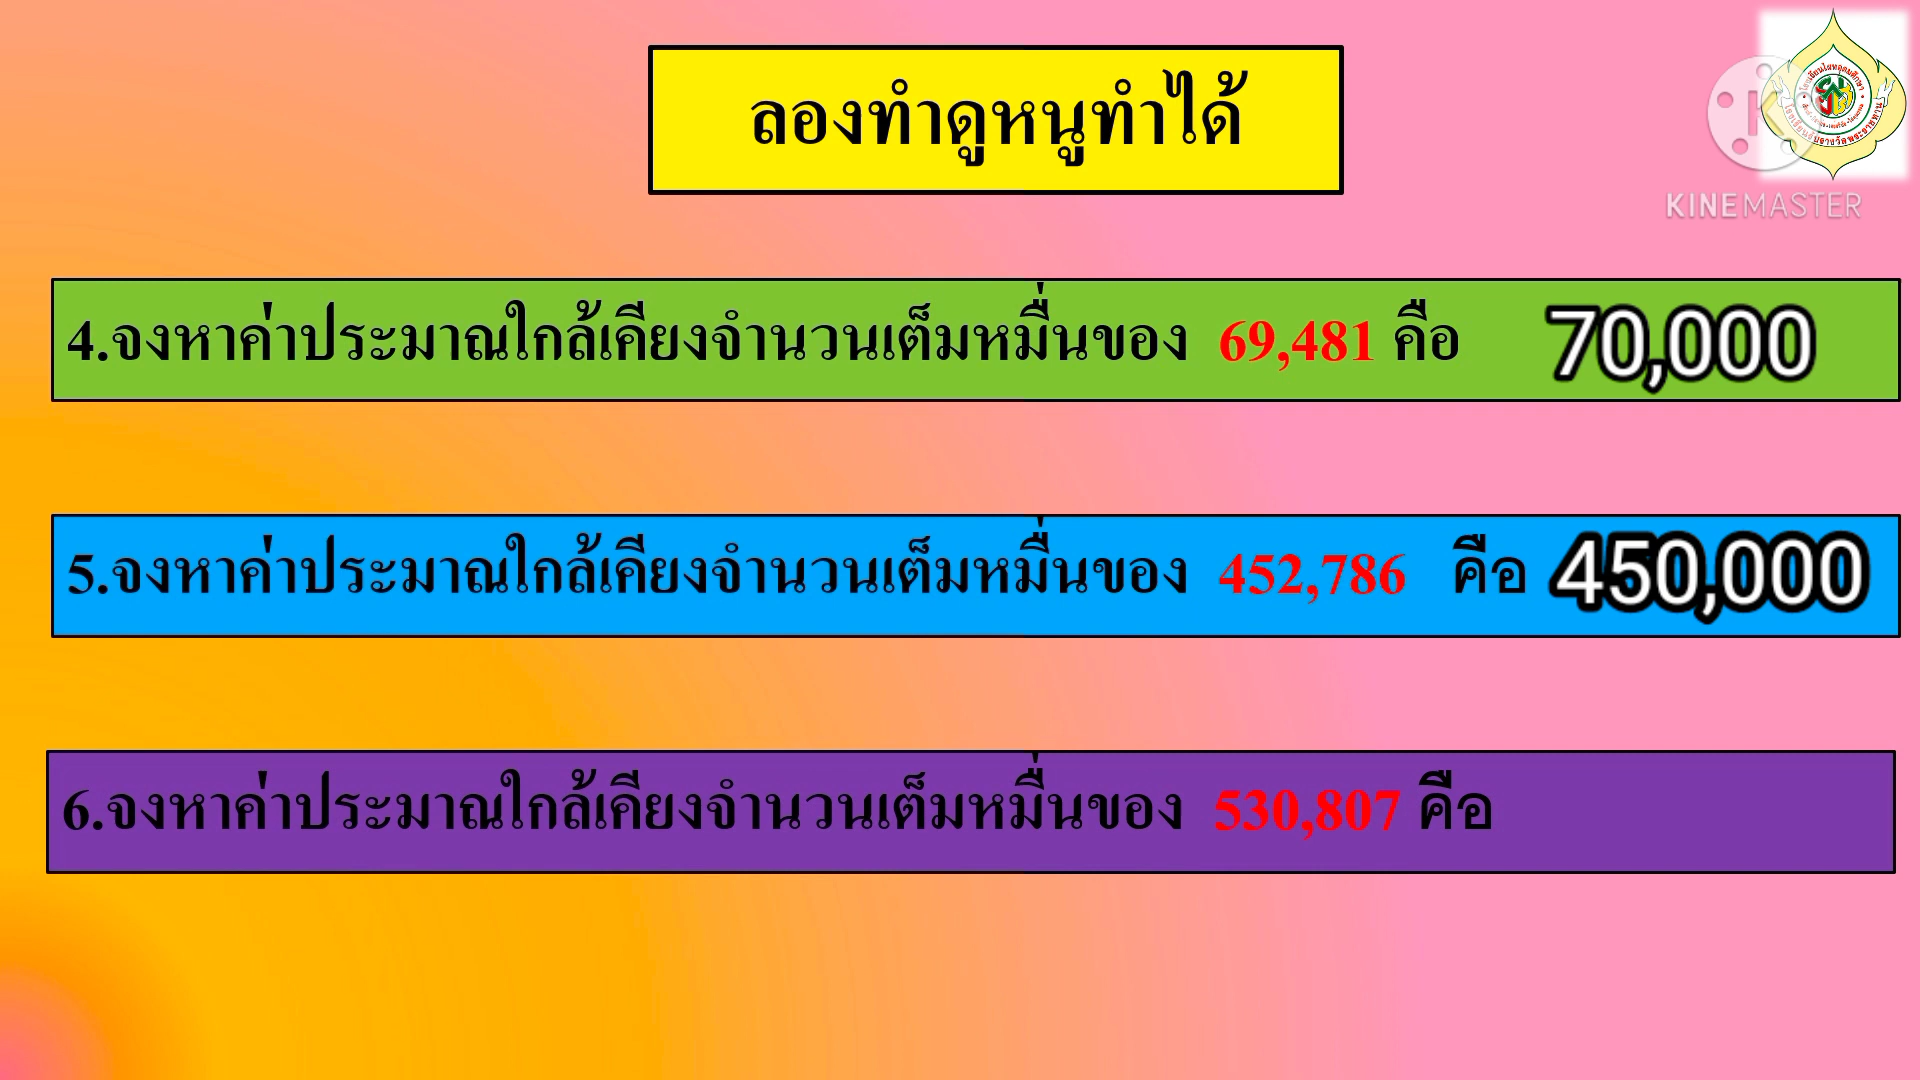 ลองทำดูหนูทำได้
KINEMASTER
4.จงหาค่าประมาณใกล้เคียงจำนวนเต็มหมื่นของ 69,481 คือ 70,000
5.จงหาค่าประมาณใกล้เคียงจำนวนเต็มหมื่นของ 452,786 คือ 450,000
6.จงหาค่าประมาณใกล้เคียงจำนวนเต็มหมื่นของ 530,807 คือ